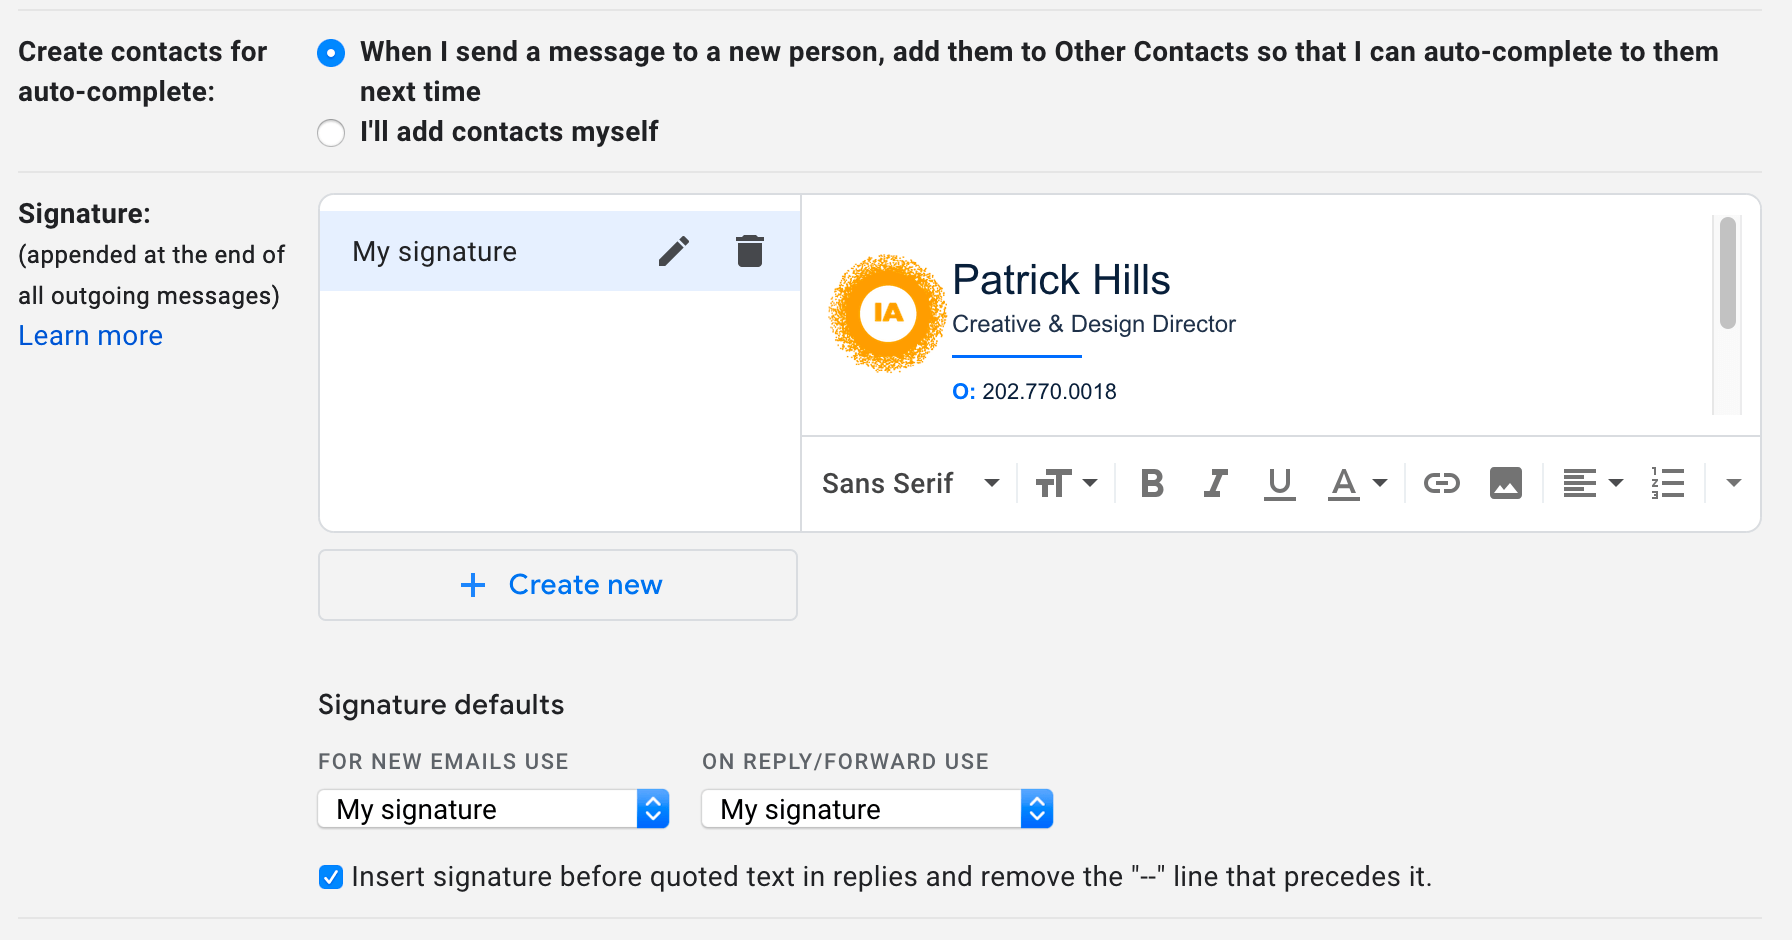 Create contacts for
auto-complete:
When I send a message to a new person, add them to Other Contacts so that I can auto-complete to them
next time
I'll add contacts myself
Signature:
(appended at the end of
all outgoing messages)
Learn more
My signature
IA
Patrick Hills
Creative & Design Director
O: 202.770.0018
Sans Serif
Create new
Signature defaults
FOR NEW EMAILS USE
ON REPLY/FORWARD USE
My signature
My signature
Insert signature before quoted text in replies and remove the "--" line that precedes it.